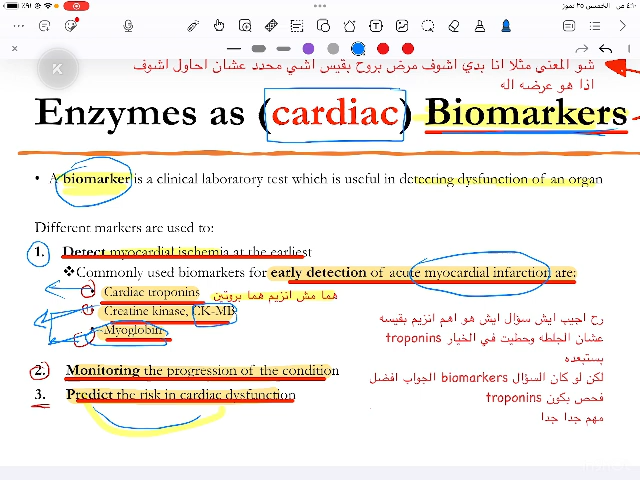 ٤:٦٠ ص الخميس ٢٥ تموز
٩١٪
شو المعنى مثلا انا بدي اشوف مرض بروح بقيس اشي محدد عشان احاول اشوف
اذا هو عرضه اله
Enzymes as (cardiac) Biomarkers
• A biomarker is a clinical laboratory test which is useful in detecting dysfunction of an organ
Different markers are used to:
1. Detect myocardial ischemia at the earliest
❖Commonly used biomarkers for early detection of acute myocardial infarction are:
• Cardiac troponins هما مش انزيم هما بروتين
• Creatine kinase, CK-MB
• Myoglobin
رح اجيب ايش سؤال ايش هو اهم انزيم بقيسه
عشان الجلطه وحطيت في الخيار troponins
بستبعده
لكن لو كان السؤال biomarkers الجواب افضل
فحص بكون troponins
مهم جدا جدا
2. Monitoring the progression of the condition
3. Predict the risk in cardiac dysfunction